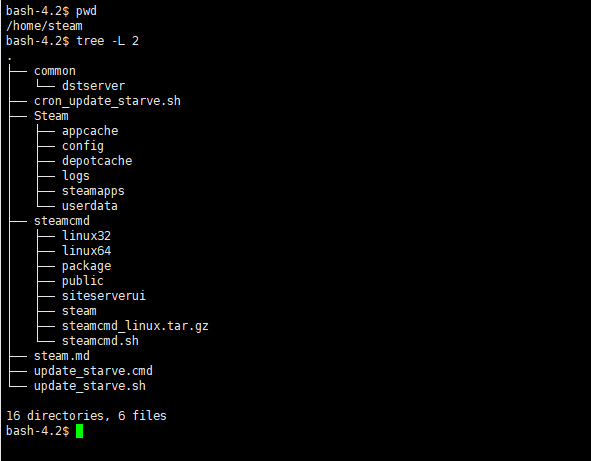 bash-4.2$ pwd
/home/steam
bash-4.2$ tree -L 2
.
├── common
│   └── dstserver
├── cron_update_starve.sh
├── Steam
│   ├── appcache
│   ├── config
│   ├── depotcache
│   ├── logs
│   ├── steamapps
│   └── userdata
├── steamcmd
│   ├── linux32
│   ├── linux64
│   ├── package
│   ├── public
│   ├── siteserverui
│   ├── steam
│   ├── steamcmd_linux.tar.gz
│   └── steamcmd.sh
├── steam.md
├── update_starve.cmd
└── update_starve.sh

16 directories, 6 files
bash-4.2$